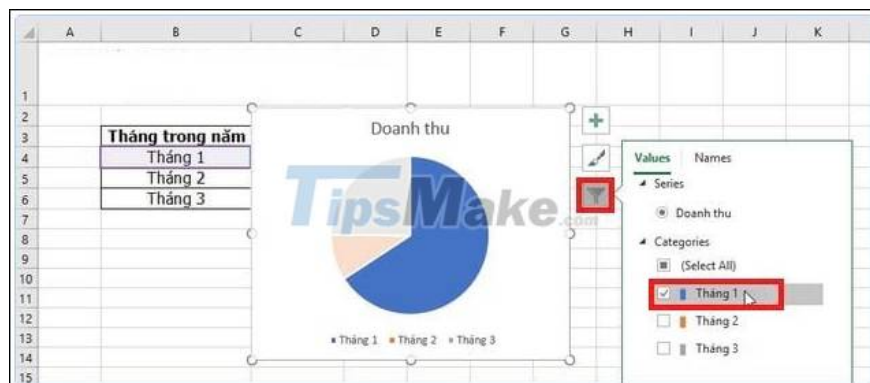 A B C D E F G H I J K
1
2
3
4
5
6
7
8
9
10
11
12
13
14
15
Tháng trong năm
Tháng 1
Tháng 2
Tháng 3
Doanh thu
TipsMake.com
Tháng 1 Tháng 2 Tháng 3
Values Names
Series
Doanh thu
Categories
(Select All)
Tháng 1
Tháng 2
Tháng 3